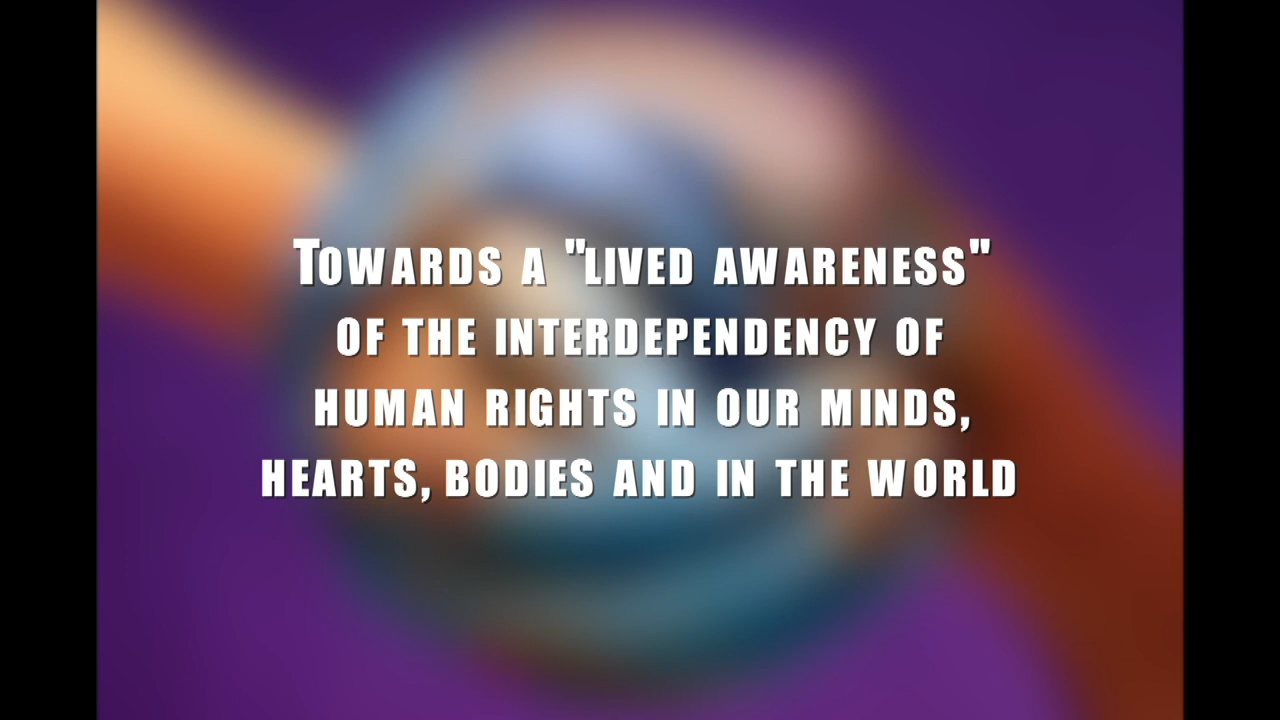 Towards a "lived awareness"
of the interdependency of
human rights in our minds,
hearts, bodies and in the world